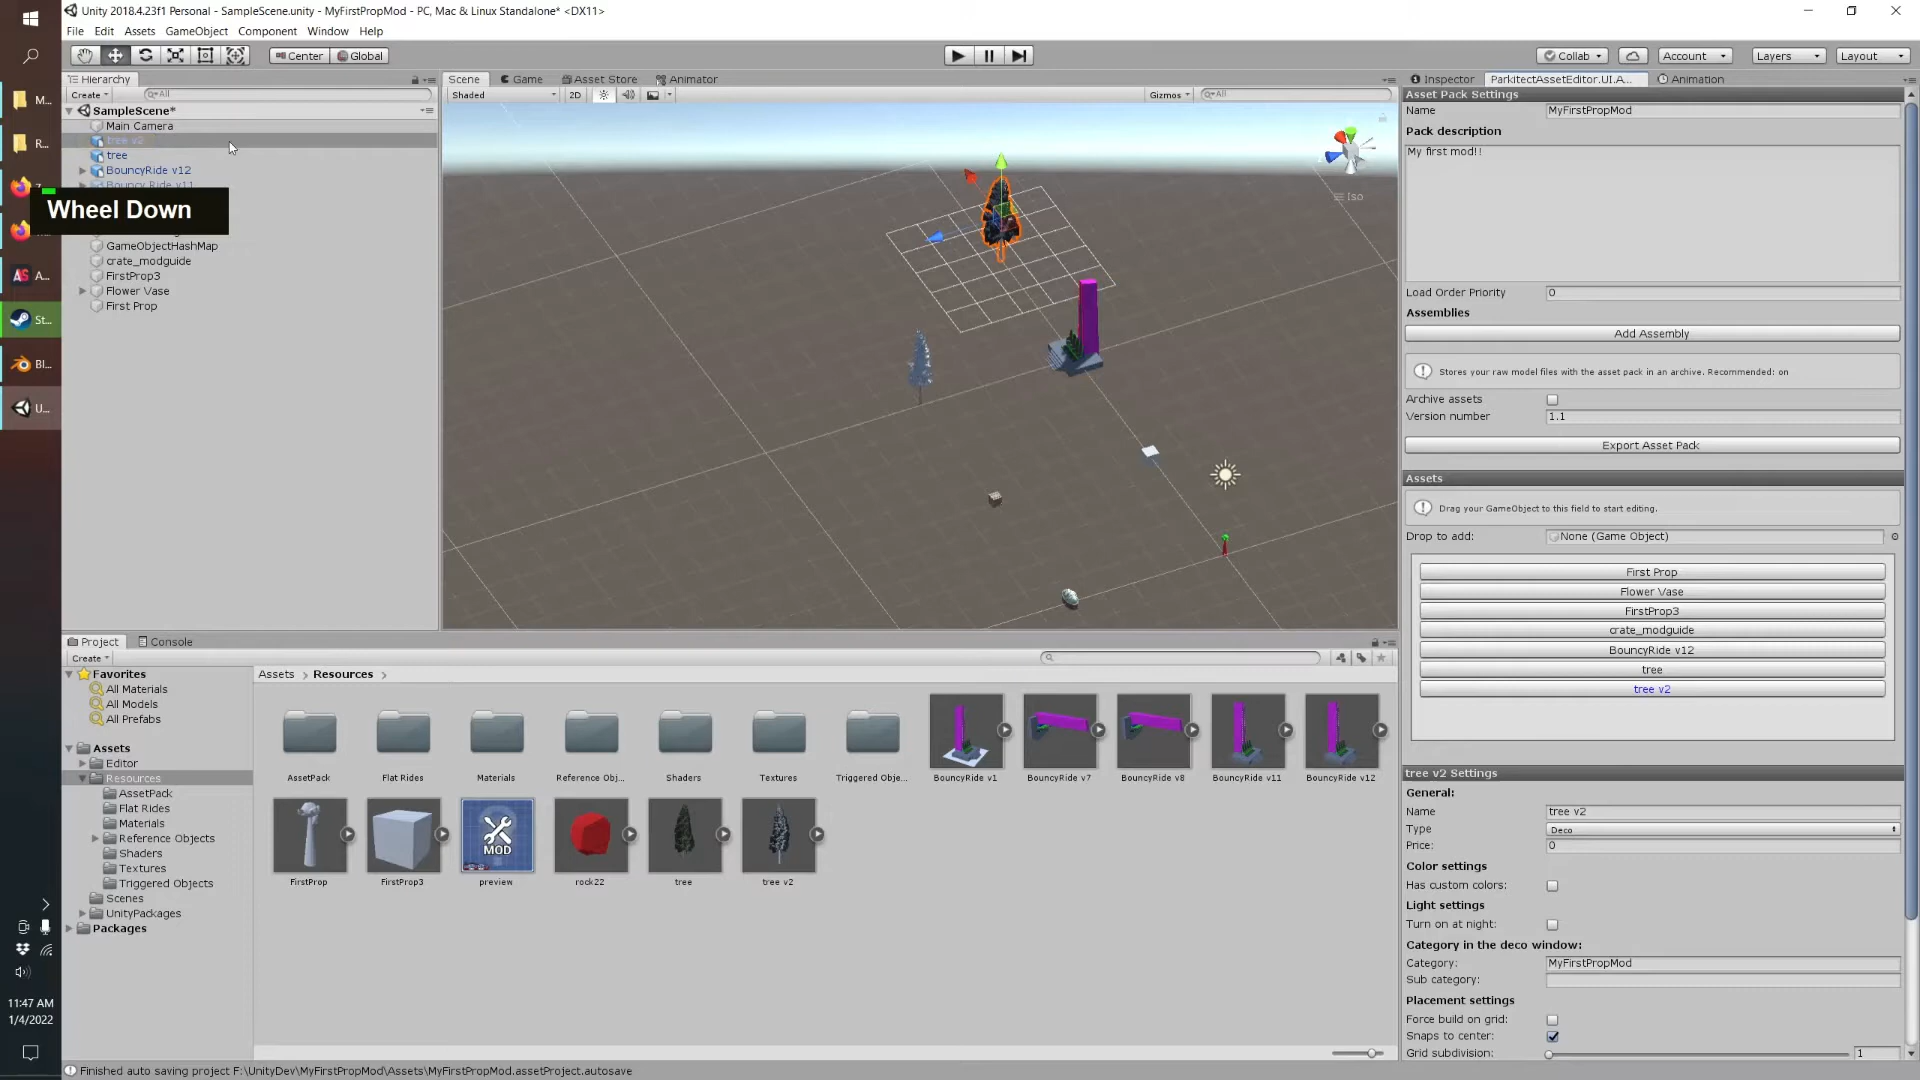 Unity 2018.4.23f1 Personal - SampleScene.unity - MyFirstPropMod - PC, Mac & Linux Standalone* <DX11>
File Edit Assets GameObject Component Window Help
Center Global
Collab Account Layers Layout
Hierarchy
Create All
SampleScene*
Main Camera
tree v2
tree
BouncyRide v12
Bouncy Ride v11
Wheel Down
GameObjectHashMap
crate_modguide
FirstProp3
Flower Vase
First Prop
Scene Game Asset Store Animator
Shaded 2D Gizmos All
Iso
Inspector ParkitectAssetEditor.UI.A... Animation
Asset Pack Settings
Name MyFirstPropMod
Pack description
My first mod!!
Load Order Priority 0
Assemblies
Add Assembly
Stores your raw model files with the asset pack in an archive. Recommended: on
Archive assets
Version number 1.1
Export Asset Pack
Assets
Drag your GameObject to this field to start editing.
Drop to add: None (Game Object)
First Prop
Flower Vase
FirstProp3
crate_modguide
BouncyRide v12
tree
tree v2
tree v2 Settings
General:
Name tree v2
Type Deco
Price: 0
Color settings
Has custom colors:
Light settings
Turn on at night:
Category in the deco window:
Category: MyFirstPropMod
Sub category:
Placement settings
Force build on grid:
Snaps to center:
Grid subdivision: 1
Project Console
Create
Favorites
All Materials
All Models
All Prefabs
Assets
Editor
Resources
AssetPack
Flat Rides
Materials
Reference Objects
Shaders
Textures
Triggered Objects
Scenes
UnityPackages
Packages
Assets Resources
AssetPack Flat Rides Materials Reference Obj... Shaders Textures Triggered Obje... BouncyRide v1 BouncyRide v7 BouncyRide v8 BouncyRide v11 BouncyRide v12
MOD
FirstProp FirstProp3 preview rock22 tree tree v2
Finished auto saving project F:\UnityDev\MyFirstPropMod\Assets\MyFirstPropMod.assetProject.autosave
M...
R...
A...
St...
Bl...
U...
11:47 AM
1/4/2022